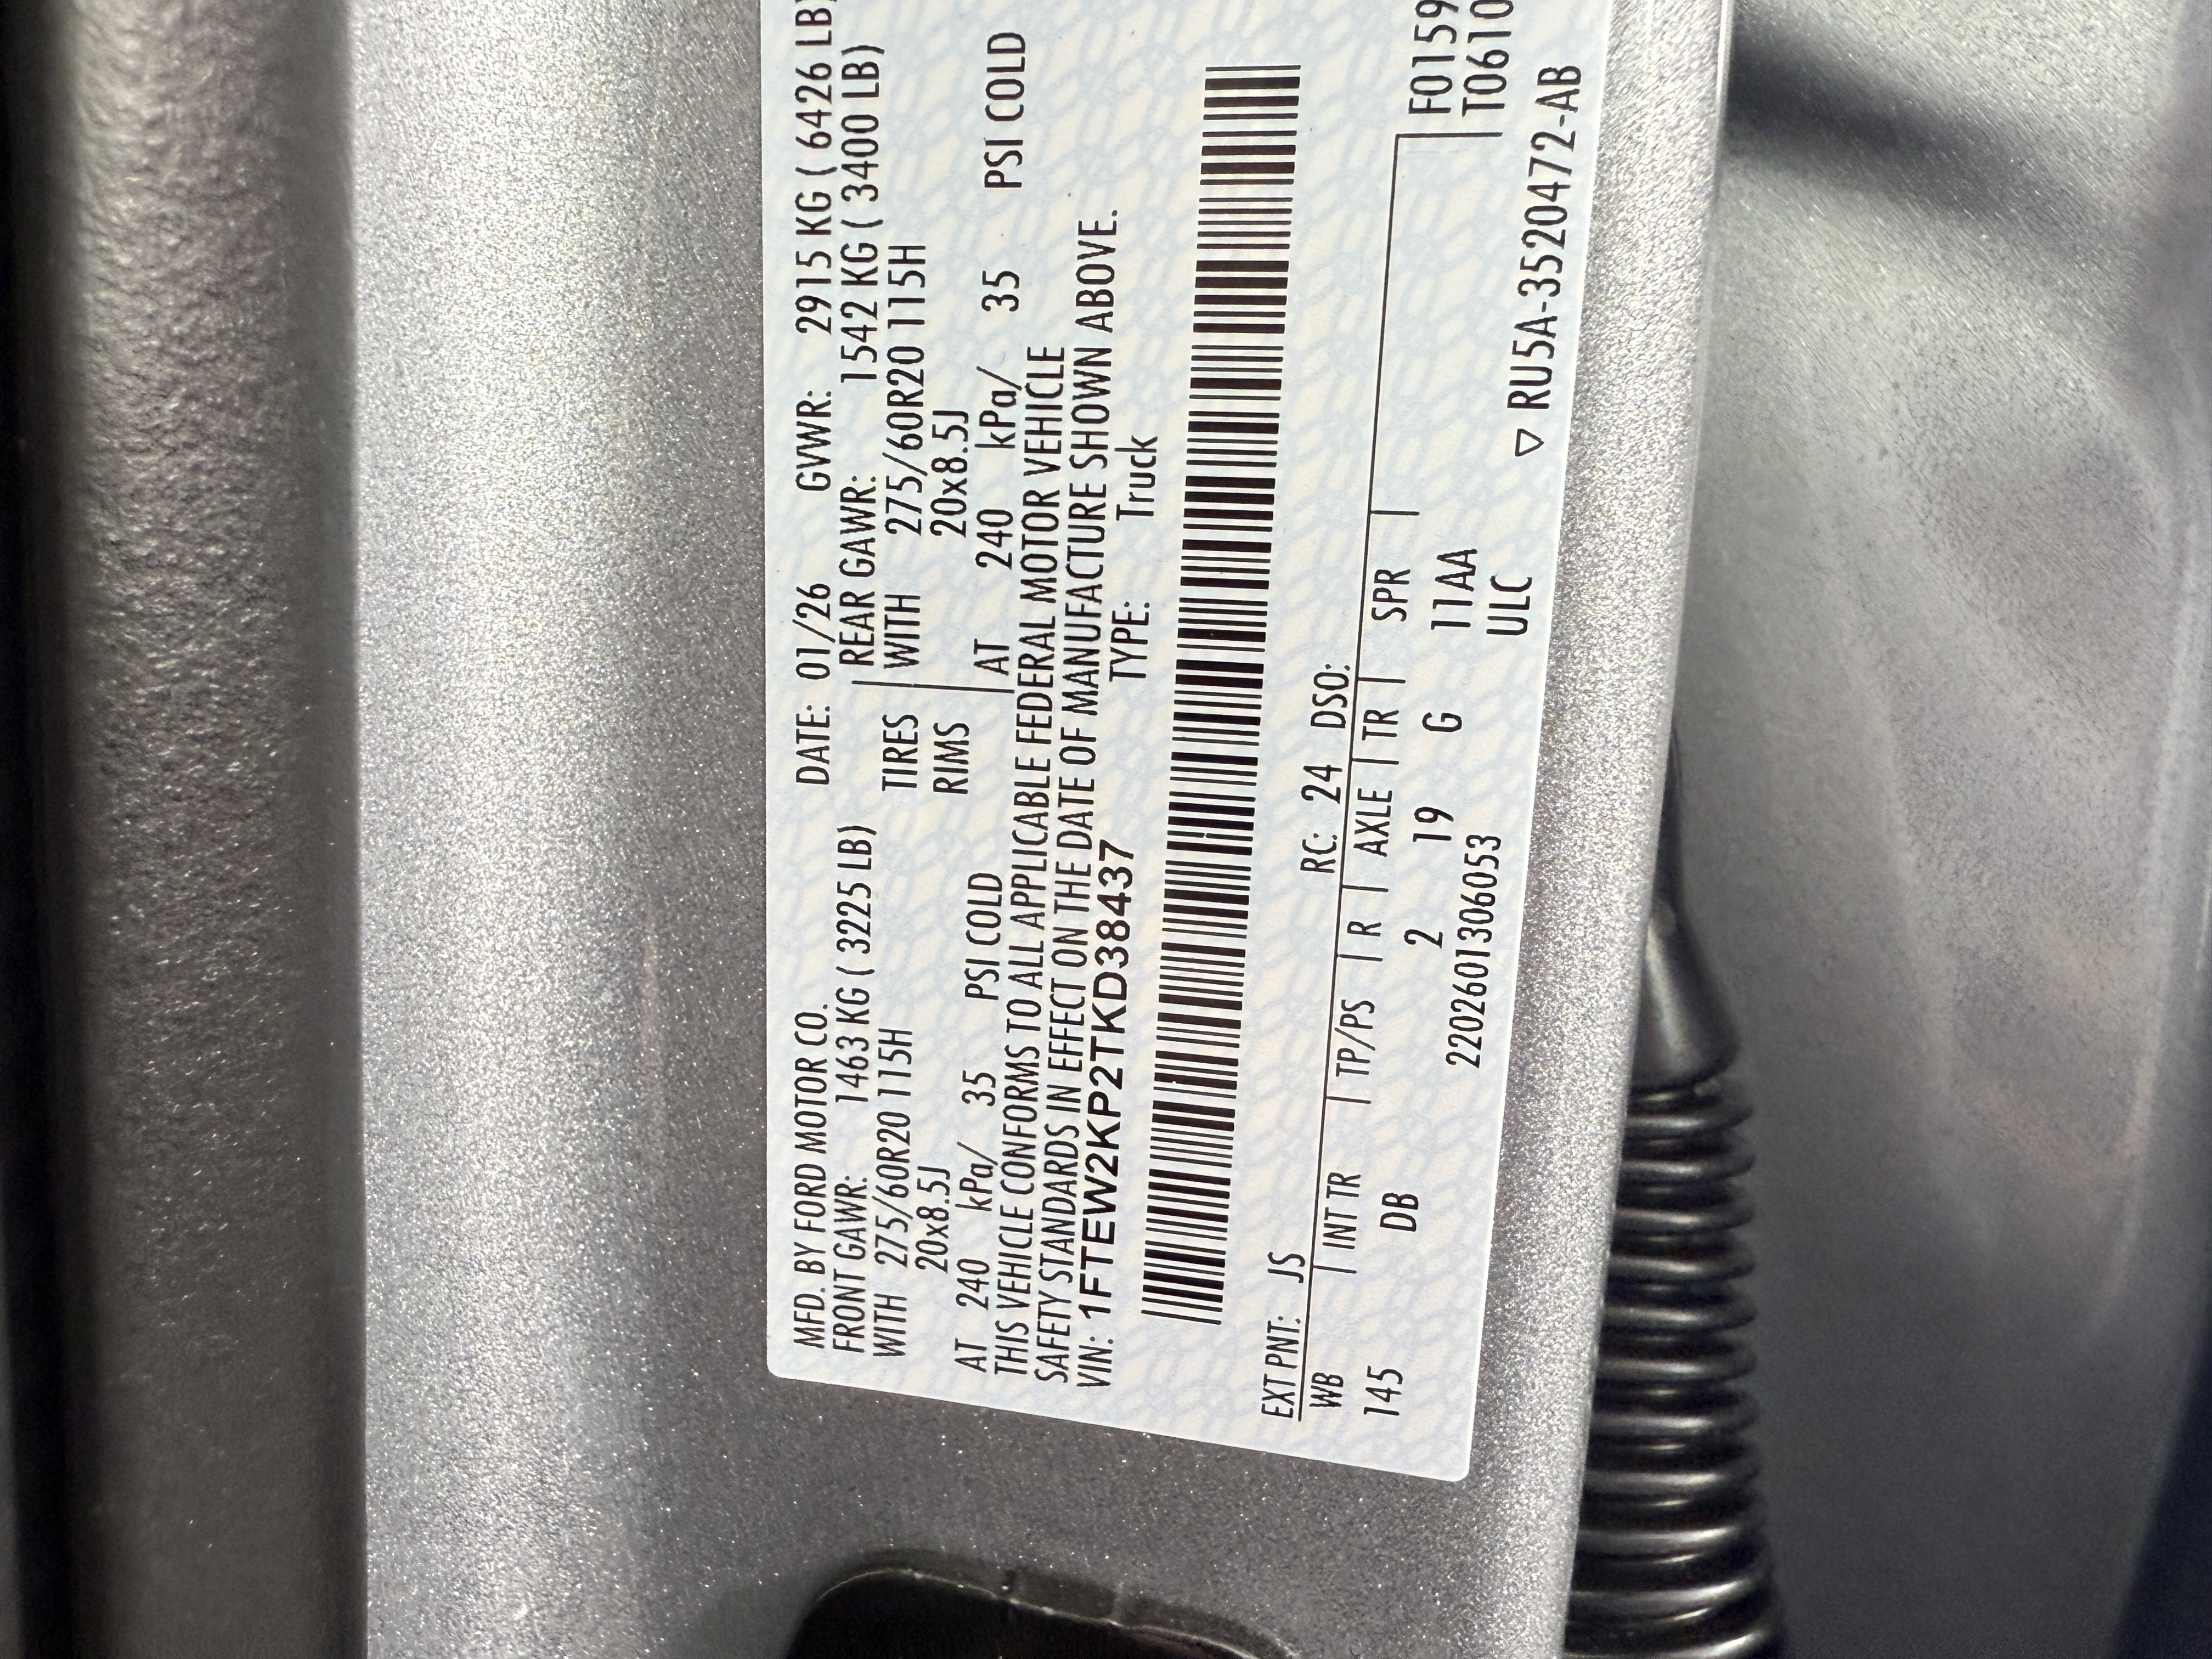 MFD. BY FORD MOTOR CO. DATE: 01/26 GVWR: 2915 KG ( 6426 LB)
FRONT GAWR: 1463 KG ( 3225 LB) REAR GAWR: 1542 KG ( 3400 LB)
WITH 275/60R20 115H TIRES WITH 275/60R20 115H
20x8.5J RIMS 20x8.5J
AT 240 kPa/ 35 PSI COLD AT 240 kPa/ 35 PSI COLD
THIS VEHICLE CONFORMS TO ALL APPLICABLE FEDERAL MOTOR VEHICLE
SAFETY STANDARDS IN EFFECT ON THE DATE OF MANUFACTURE SHOWN ABOVE.
VIN: 1FTEW2KP2TKD38437 TYPE: Truck
EXT PNT: JS RC: 24 DSO:
WB | INT TR | TP/PS | R | AXLE | TR | SPR |
145 DB 2 19 G 11AA
F0159
T0610
2202601306053 ULC
▽ RU5A-3520472-AB